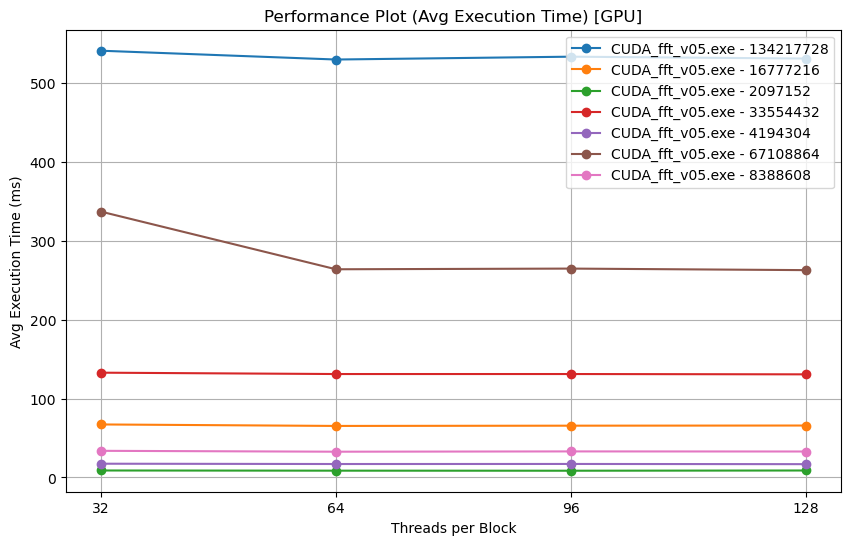 Performance Plot (Avg Execution Time) [GPU]
CUDA_fft_v05.exe - 134217728
CUDA_fft_v05.exe - 16777216
CUDA_fft_v05.exe - 2097152
CUDA_fft_v05.exe - 33554432
CUDA_fft_v05.exe - 4194304
CUDA_fft_v05.exe - 67108864
CUDA_fft_v05.exe - 8388608
Avg Execution Time (ms)
500
400
300
200
100
0
32 64 96 128
Threads per Block